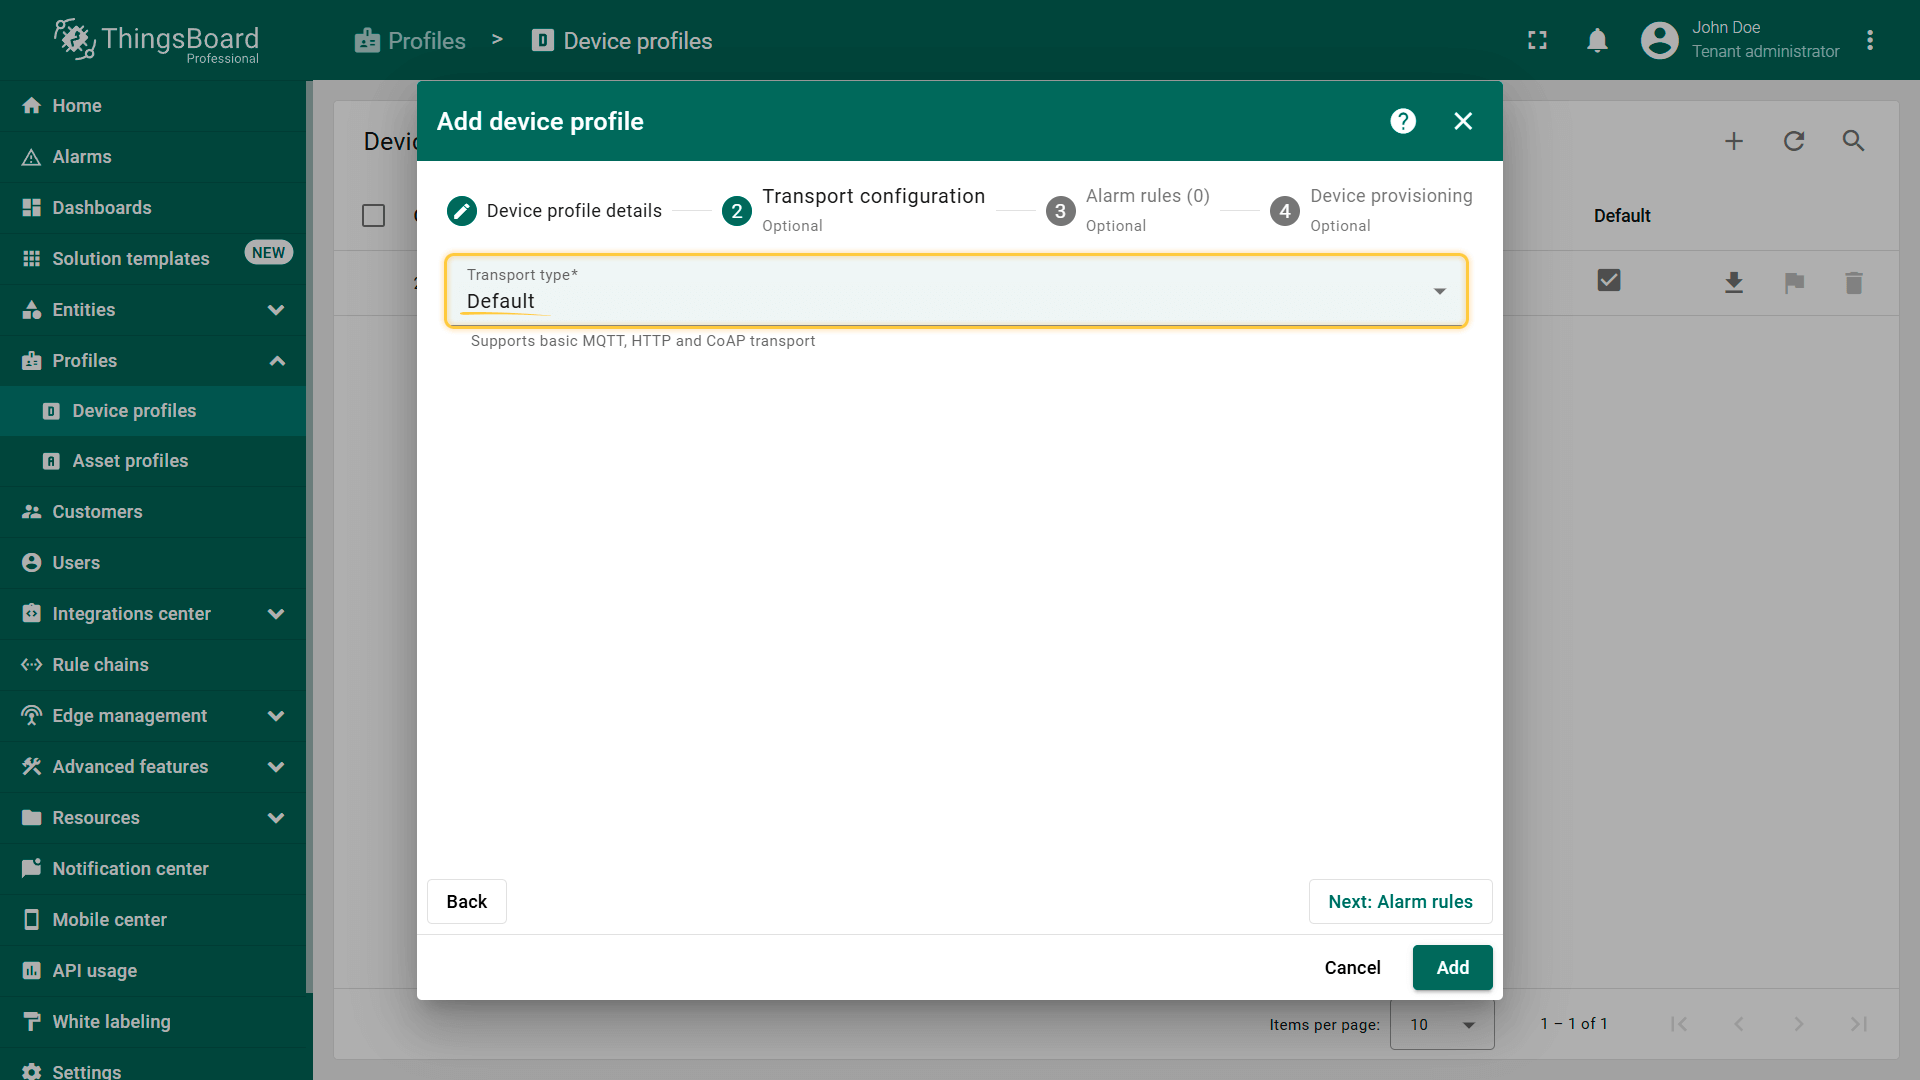 ThingsBoard
Professional
Profiles > Device profiles
John Doe
Tenant administrator
Home
Alarms
Dashboards
Solution templates NEW
Entities
Profiles
Device profiles
Asset profiles
Customers
Users
Integrations center
Rule chains
Edge management
Advanced features
Resources
Notification center
Mobile center
API usage
White labeling
Settings
Default
Add device profile
Device profile details
2 Transport configuration
Optional
3 Alarm rules (0)
Optional
4 Device provisioning
Optional
Transport type*
Default
Supports basic MQTT, HTTP and CoAP transport
Back
Next: Alarm rules
Cancel
Add
Items per page: 10 1 – 1 of 1